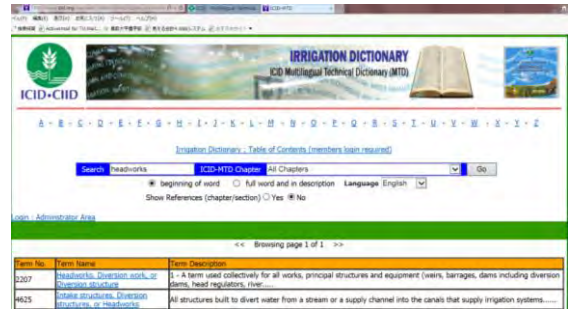 IRRIGATION DICTIONARY
ICID Multilingual Technical Dictionary (MTD)
ICID•CIID
A - B - C - D - E - F - G - H - I - J - K - L - M - N - O - P - Q - R - S - T - U - V - W - X - Y - Z
Irrigation Dictionary : Table of Contents (members login required)
Search headworks ICID-MTD Chapter All Chapters Go
beginning of word full word and in description Language English
Show References (chapter/section) Yes No
Login : Administrator Area
<< Browsing page 1 of 1 >>
Term No. Term Name Term Description
2207 Headworks, Diversion work, or Diversion structure 1 - A term used collectively for all works, principal structures and equipment (weirs, barrages, dams including diversion dams, head regulators, river.....
4625 Intake structures, Diversion structures, or Headworks All structures built to divert water from a stream or a supply channel into the canals that supply irrigation systems......